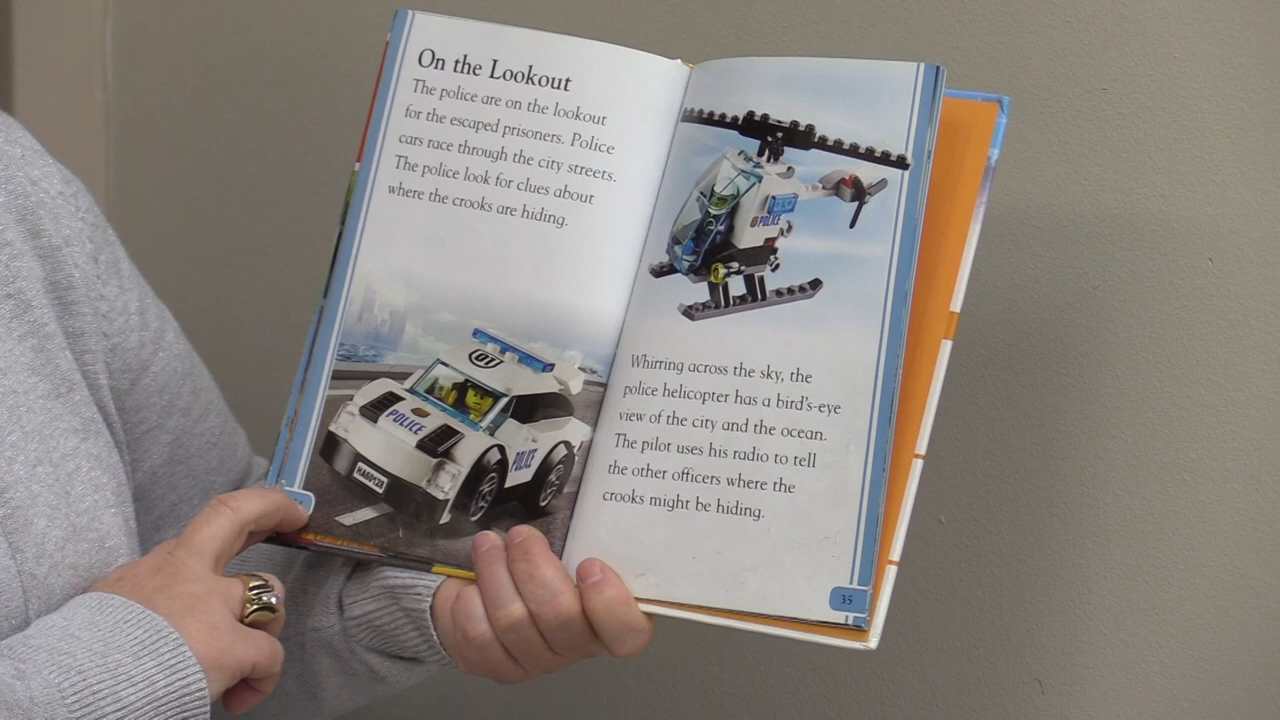 On the Lookout
The police are on the lookout
for the escaped prisoners. Police
cars race through the city streets.
The police look for clues about
where the crooks are hiding.
01
POLICE
POLICE
HA60128
POLICE
Whirring across the sky, the
police helicopter has a bird's-eye
view of the city and the ocean.
The pilot uses his radio to tell
the other officers where the
crooks might be hiding.
35